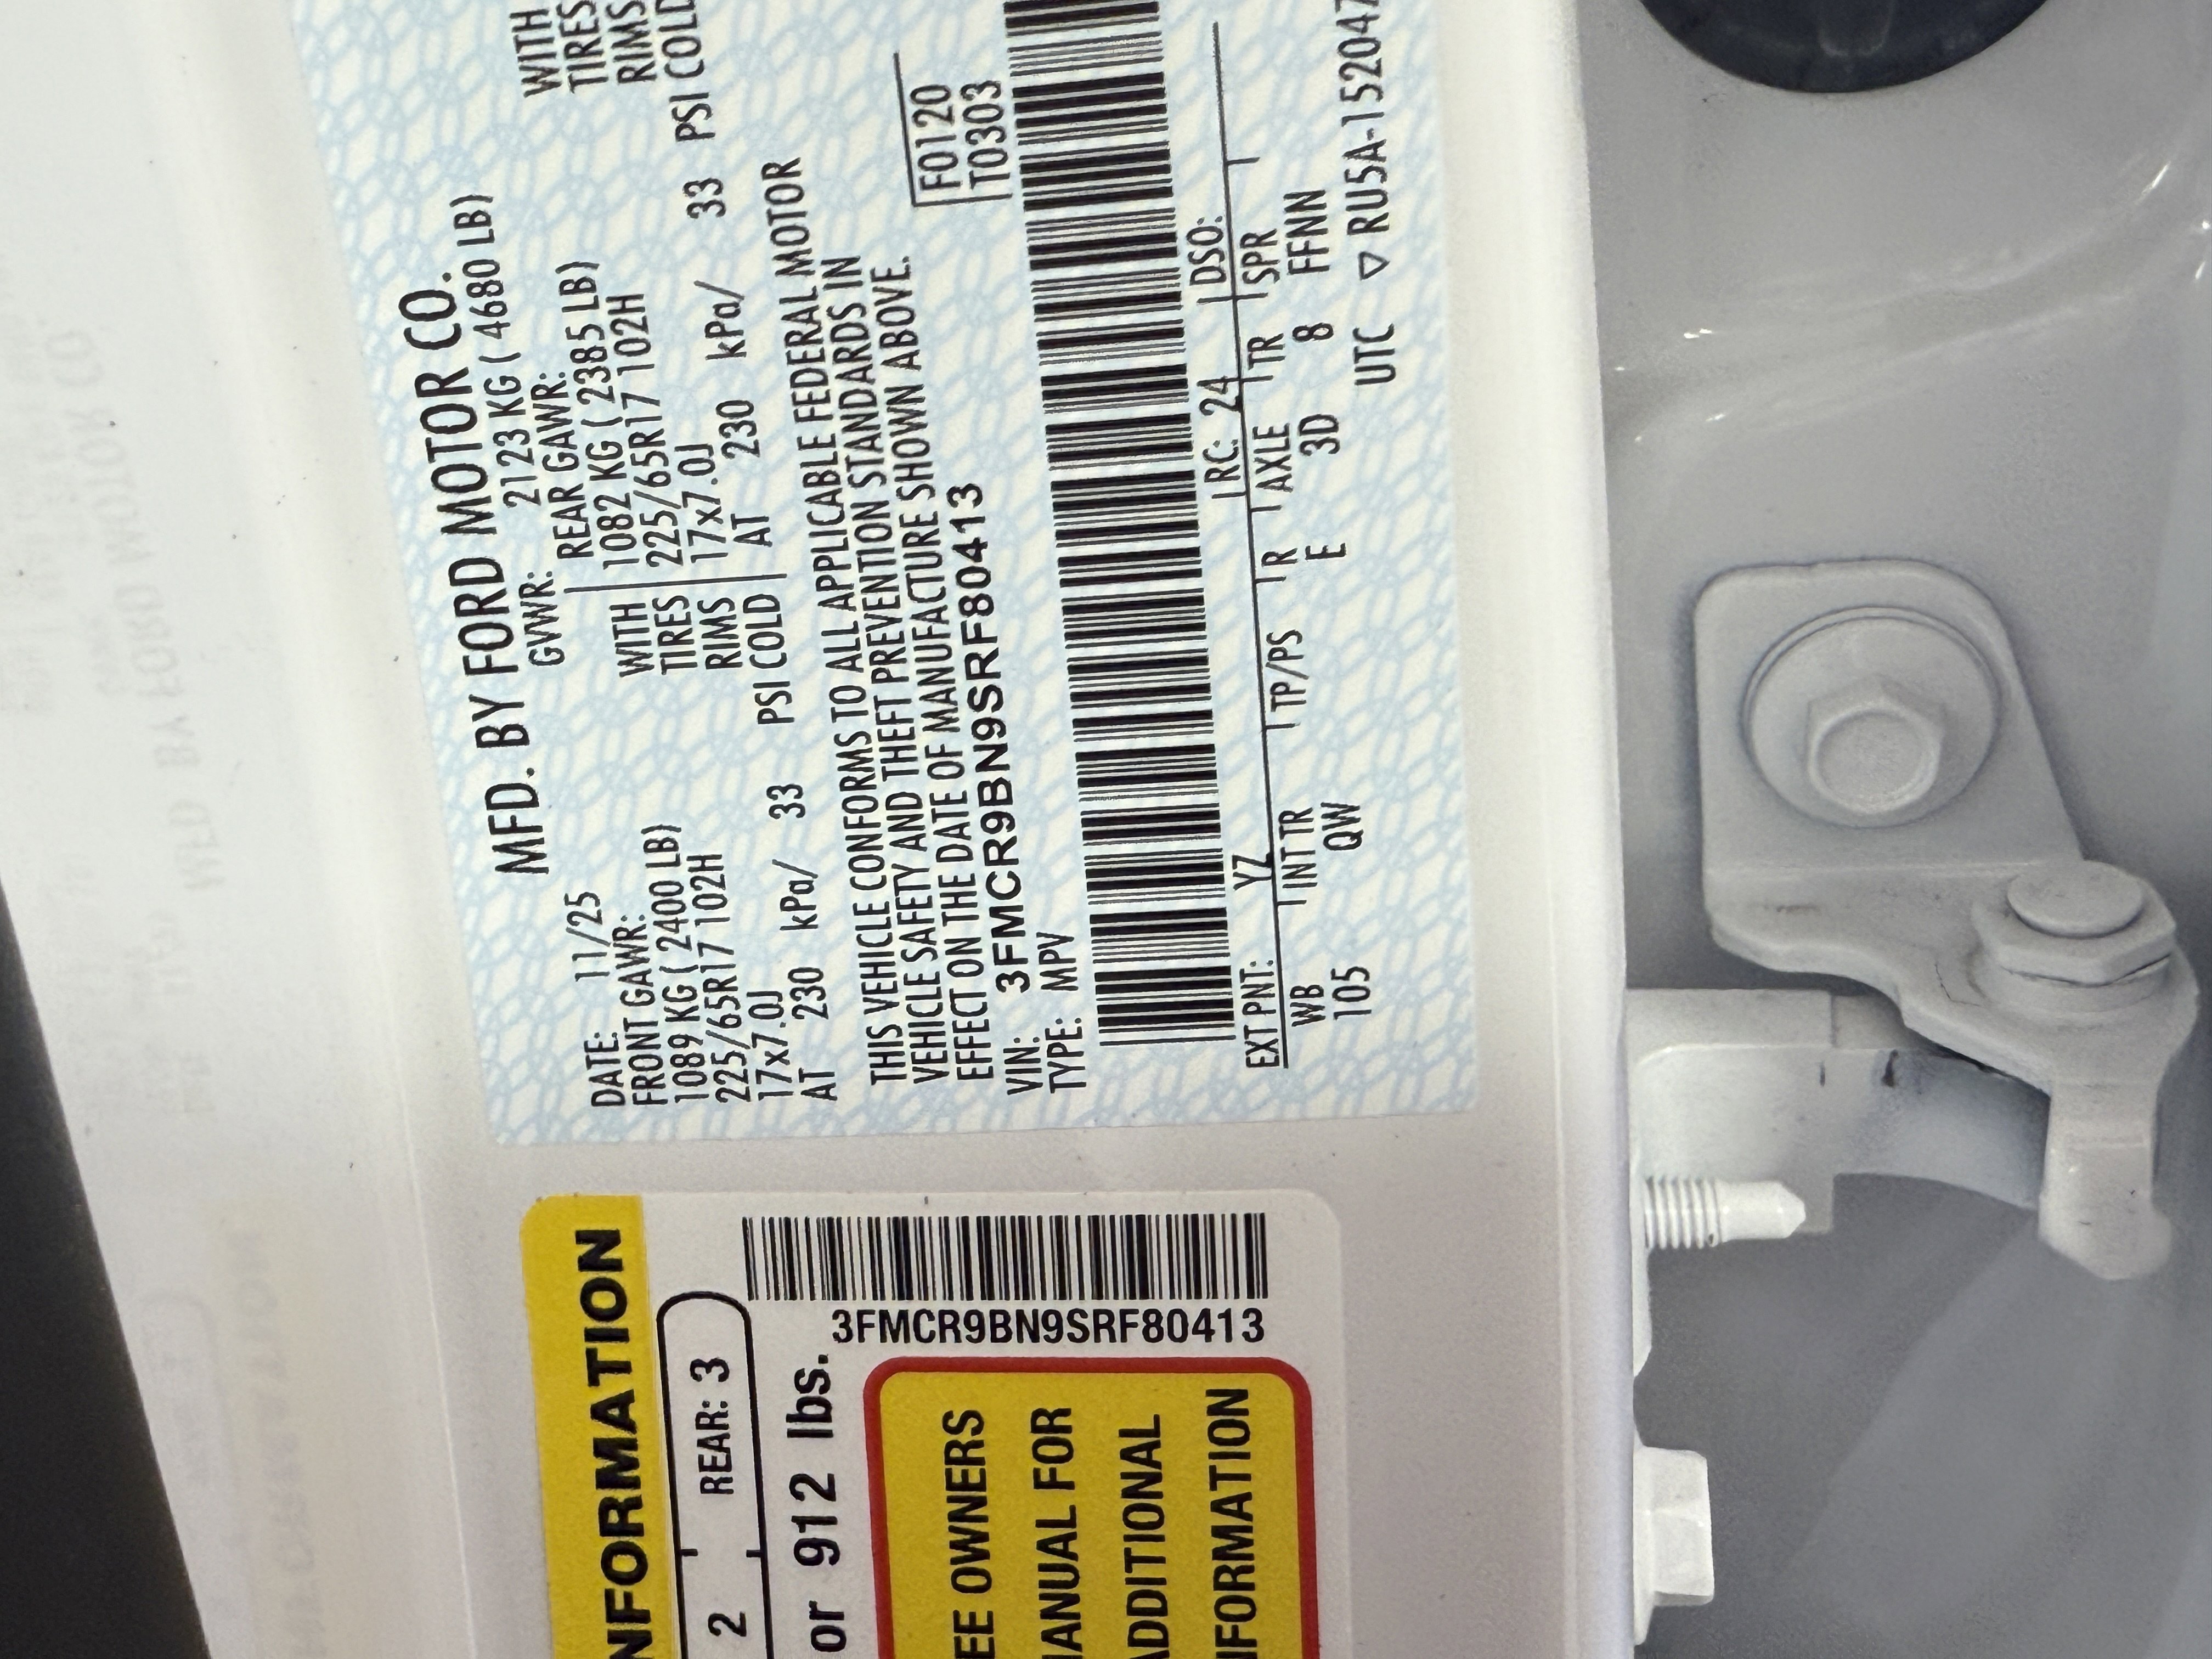 MFD. BY FORD MOTOR CO.
DATE: 11/25 GVWR: 2123 KG ( 4680 LB)
FRONT GAWR: REAR GAWR:
1089 KG ( 2400 LB) WITH 1082 KG ( 2385 LB) WITH
225/65R17 102H TIRES 225/65R17 102H TIRES
17x7.0J RIMS 17x7.0J RIMS
AT 230 kPa/ 33 PSI COLD AT 230 kPa/ 33 PSI COLD
THIS VEHICLE CONFORMS TO ALL APPLICABLE FEDERAL MOTOR
VEHICLE SAFETY AND THEFT PREVENTION STANDARDS IN
EFFECT ON THE DATE OF MANUFACTURE SHOWN ABOVE.
VIN: 3FMCR9BN9SRF80413 F0120
TYPE: MPV T0303
EXT PNT: YZ RC: 24 DSO:
WB INT TR TP/PS R AXLE TR SPR
105 QW E 3D 8 FFNN
UTC ▽ RU5A-152047
INFORMATION
2 REAR: 3
or 912 lbs.
3FMCR9BN9SRF80413
SEE OWNERS
MANUAL FOR
ADDITIONAL
INFORMATION